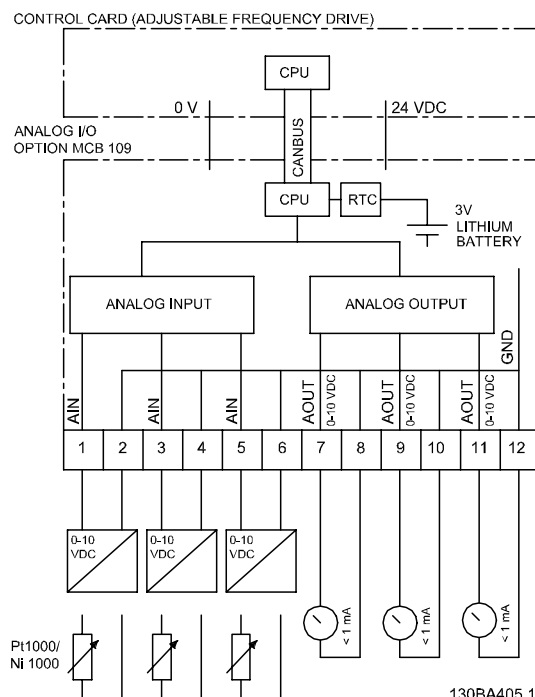 CONTROL CARD (ADJUSTABLE FREQUENCY DRIVE)
CPU
0 V
24 VDC
ANALOG I/O
OPTION MCB 109
CANBUS
CPU
RTC
3V
LITHIUM
BATTERY
ANALOG INPUT
ANALOG OUTPUT
GND
AIN
AIN
AIN
AOUT
0-10 VDC
AOUT
0-10 VDC
AOUT
0-10 VDC
1
2
3
4
5
6
7
8
9
10
11
12
0-10
VDC
0-10
VDC
0-10
VDC
< 1 mA
< 1 mA
< 1 mA
Pt1000/
Ni 1000
130BA405.1